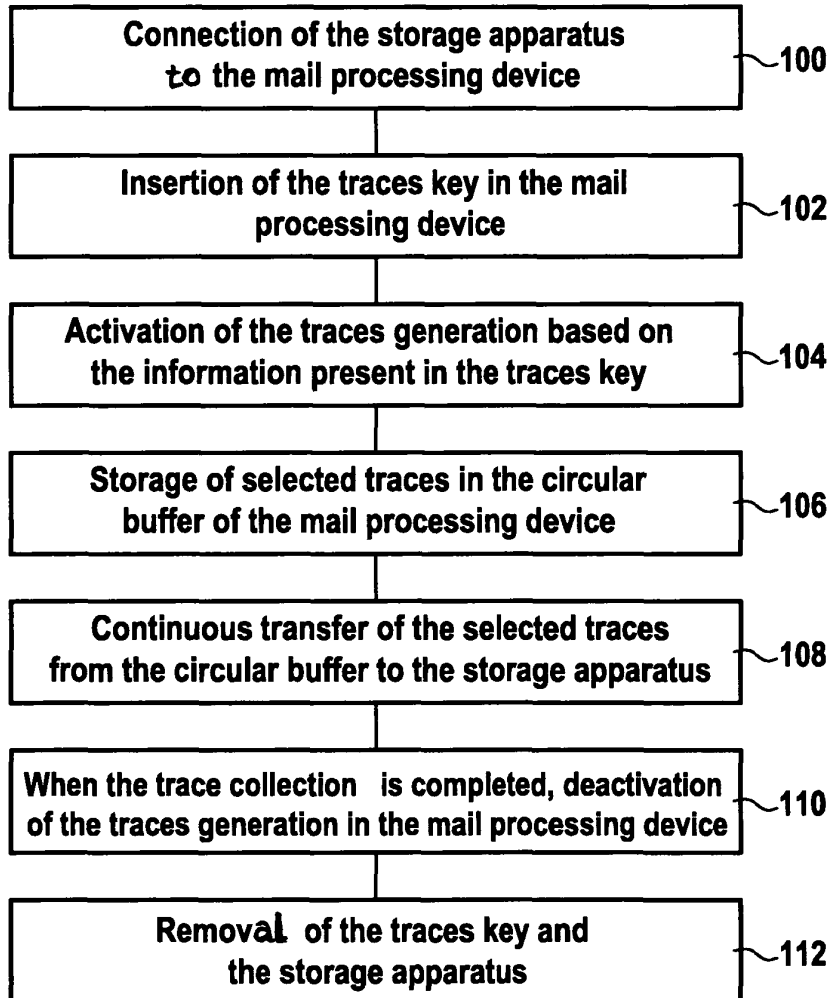 Connection of the storage apparatus
to the mail processing device
100
Insertion of the traces key in the mail
processing device
102
Activation of the traces generation based on
the information present in the traces key
104
Storage of selected traces in the circular
buffer of the mail processing device
106
Continuous transfer of the selected traces
from the circular buffer to the storage apparatus
108
When the trace collection is completed, deactivation
of the traces generation in the mail processing device
110
Removal of the traces key and
the storage apparatus
112